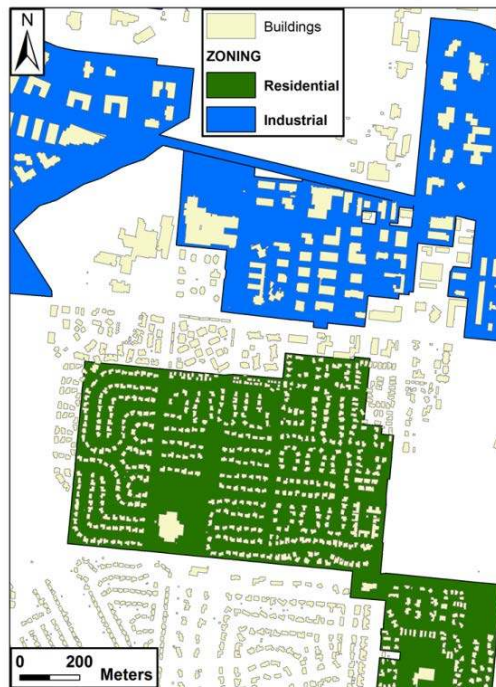 N
Buildings
ZONING
Residential
Industrial
0 200
Meters